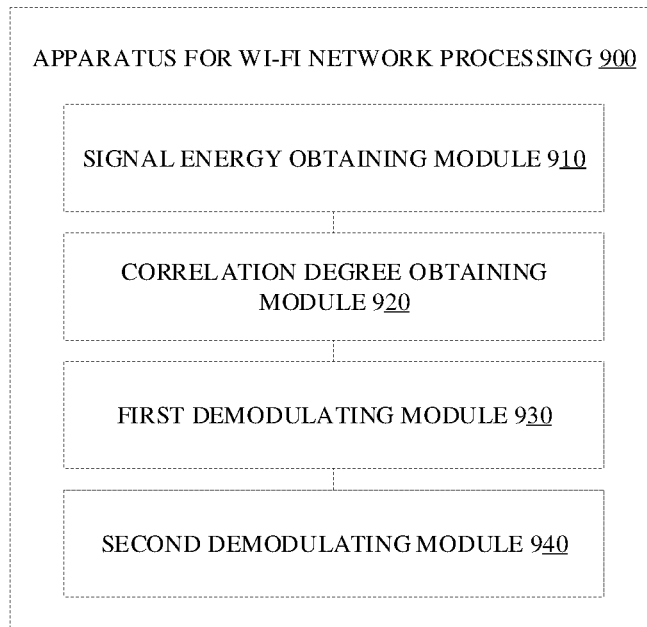 APPARATUS FOR WI-FI NETWORK PROCESSING 900
SIGNAL ENERGY OBTAINING MODULE 910
CORRELATION DEGREE OBTAINING
MODULE 920
FIRST DEMODULATING MODULE 930
SECOND DEMODULATING MODULE 940